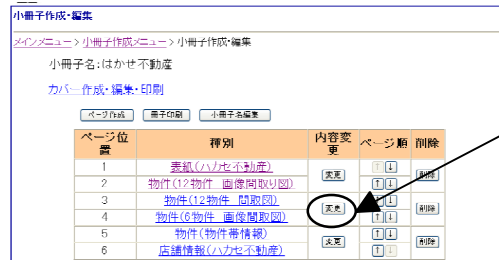 小冊子作成・編集
メインメニュー > 小冊子作成メニュー > 小冊子作成・編集
小冊子名：はかせ不動産
カバー作成・編集・印刷
ページ作成 冊子印刷 小冊子名編集
ページ位置 種別 内容変更 ページ順 削除
1 表紙(ハカセ不動産) ↑ ↓
変更 削除
2 物件(12物件 画像間取り図) ↑ ↓
3 物件(12物件 間取図) ↑ ↓
変更 削除
4 物件(6物件 画像間取図) ↑ ↓
5 物件(物件帯情報) ↑ ↓
変更 削除
6 店舗情報(ハカセ不動産) ↑ ↓